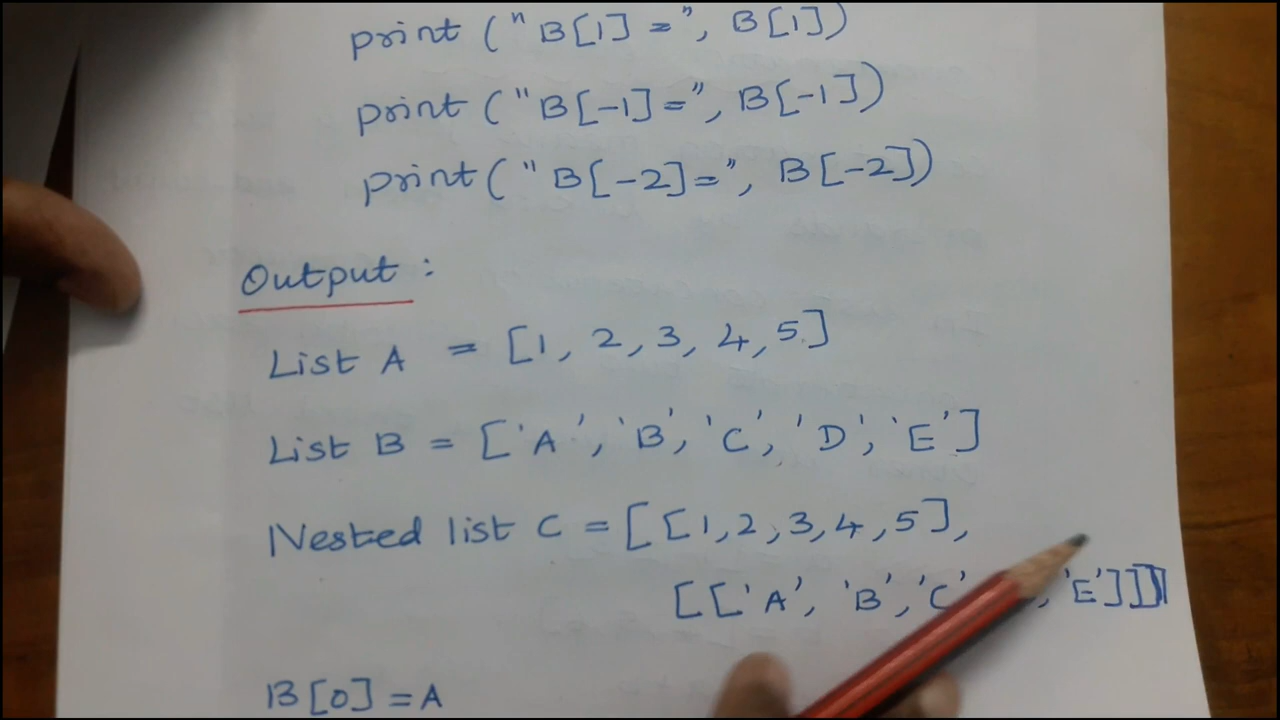 print ("B[1] =", B[1])
print ("B[-1]=", B[-1])
print ("B[-2]=", B[-2])
Output :
List A = [1, 2, 3, 4, 5]
List B = ['A', 'B', 'C', 'D', 'E']
Nested list C = [[1, 2, 3, 4, 5],
[['A', 'B', 'C' , 'E']]]
B[0] = A